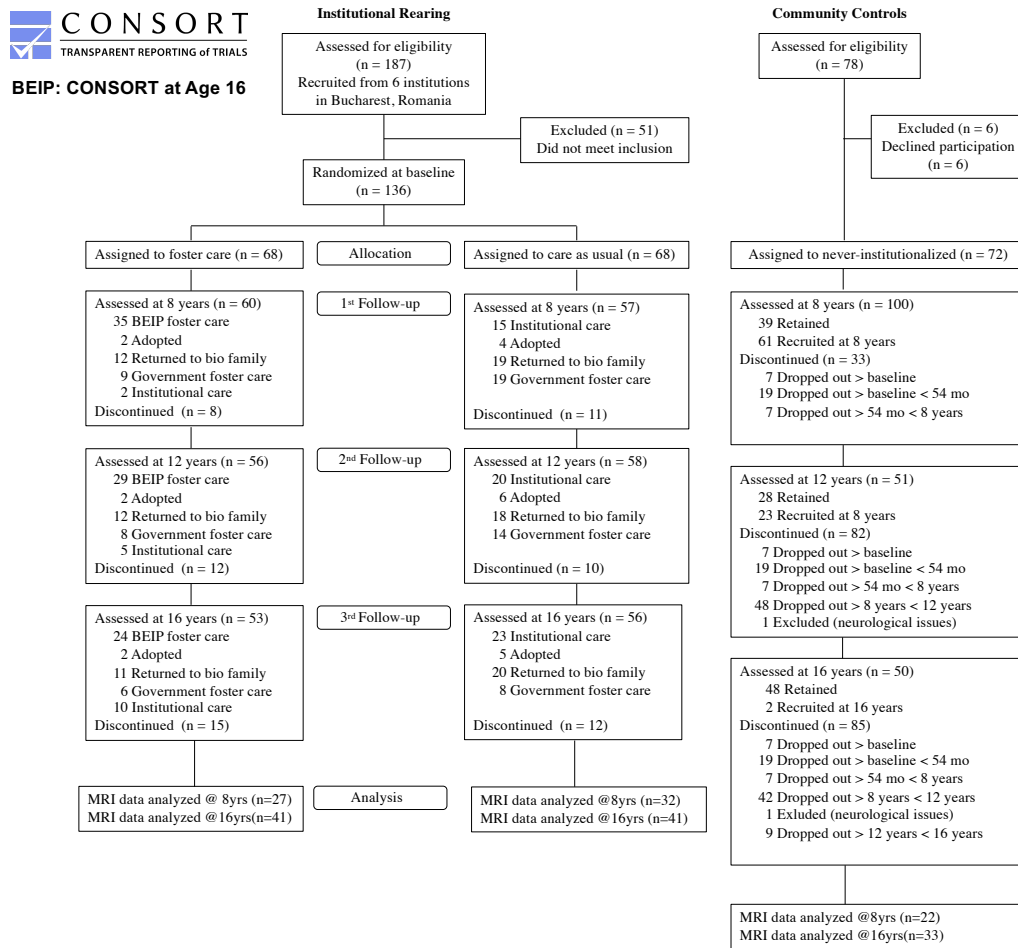 CONSORT
TRANSPARENT REPORTING of TRIALS
BEIP: CONSORT at Age 16
Institutional Rearing
Assessed for eligibility
(n = 187)
Recruited from 6 institutions
in Bucharest, Romania
Excluded (n = 51)
Did not meet inclusion
Randomized at baseline
(n = 136)
Assigned to foster care (n = 68)
Allocation
Assigned to care as usual (n = 68)
Assessed at 8 years (n = 60)
35 BEIP foster care
2 Adopted
12 Returned to bio family
9 Government foster care
2 Institutional care
Discontinued (n = 8)
1st Follow-up
Assessed at 8 years (n = 57)
15 Institutional care
4 Adopted
19 Returned to bio family
19 Government foster care
Discontinued (n = 11)
Assessed at 12 years (n = 56)
29 BEIP foster care
2 Adopted
12 Returned to bio family
8 Government foster care
5 Institutional care
Discontinued (n = 12)
2nd Follow-up
Assessed at 12 years (n = 58)
20 Institutional care
6 Adopted
18 Returned to bio family
14 Government foster care
Discontinued (n = 10)
Assessed at 16 years (n = 53)
24 BEIP foster care
2 Adopted
11 Returned to bio family
6 Government foster care
10 Institutional care
Discontinued (n = 15)
3rd Follow-up
Assessed at 16 years (n = 56)
23 Institutional care
5 Adopted
20 Returned to bio family
8 Government foster care
Discontinued (n = 12)
MRI data analyzed @ 8yrs (n=27)
MRI data analyzed @16yrs(n=41)
Analysis
MRI data analyzed @8yrs (n=32)
MRI data analyzed @16yrs (n=41)
Community Controls
Assessed for eligibility
(n = 78)
Excluded (n = 6)
Declined participation
(n = 6)
Assigned to never-institutionalized (n = 72)
Assessed at 8 years (n = 100)
39 Retained
61 Recruited at 8 years
Discontinued (n = 33)
7 Dropped out > baseline
19 Dropped out > baseline < 54 mo
7 Dropped out > 54 mo < 8 years
Assessed at 12 years (n = 51)
28 Retained
23 Recruited at 8 years
Discontinued (n = 82)
7 Dropped out > baseline
19 Dropped out > baseline < 54 mo
7 Dropped out > 54 mo < 8 years
48 Dropped out > 8 years < 12 years
1 Excluded (neurological issues)
Assessed at 16 years (n = 50)
48 Retained
2 Recruited at 16 years
Discontinued (n = 85)
7 Dropped out > baseline
19 Dropped out > baseline < 54 mo
7 Dropped out > 54 mo < 8 years
42 Dropped out > 8 years < 12 years
1 Exluded (neurological issues)
9 Dropped out > 12 years < 16 years
MRI data analyzed @8yrs (n=22)
MRI data analyzed @16yrs (n=33)